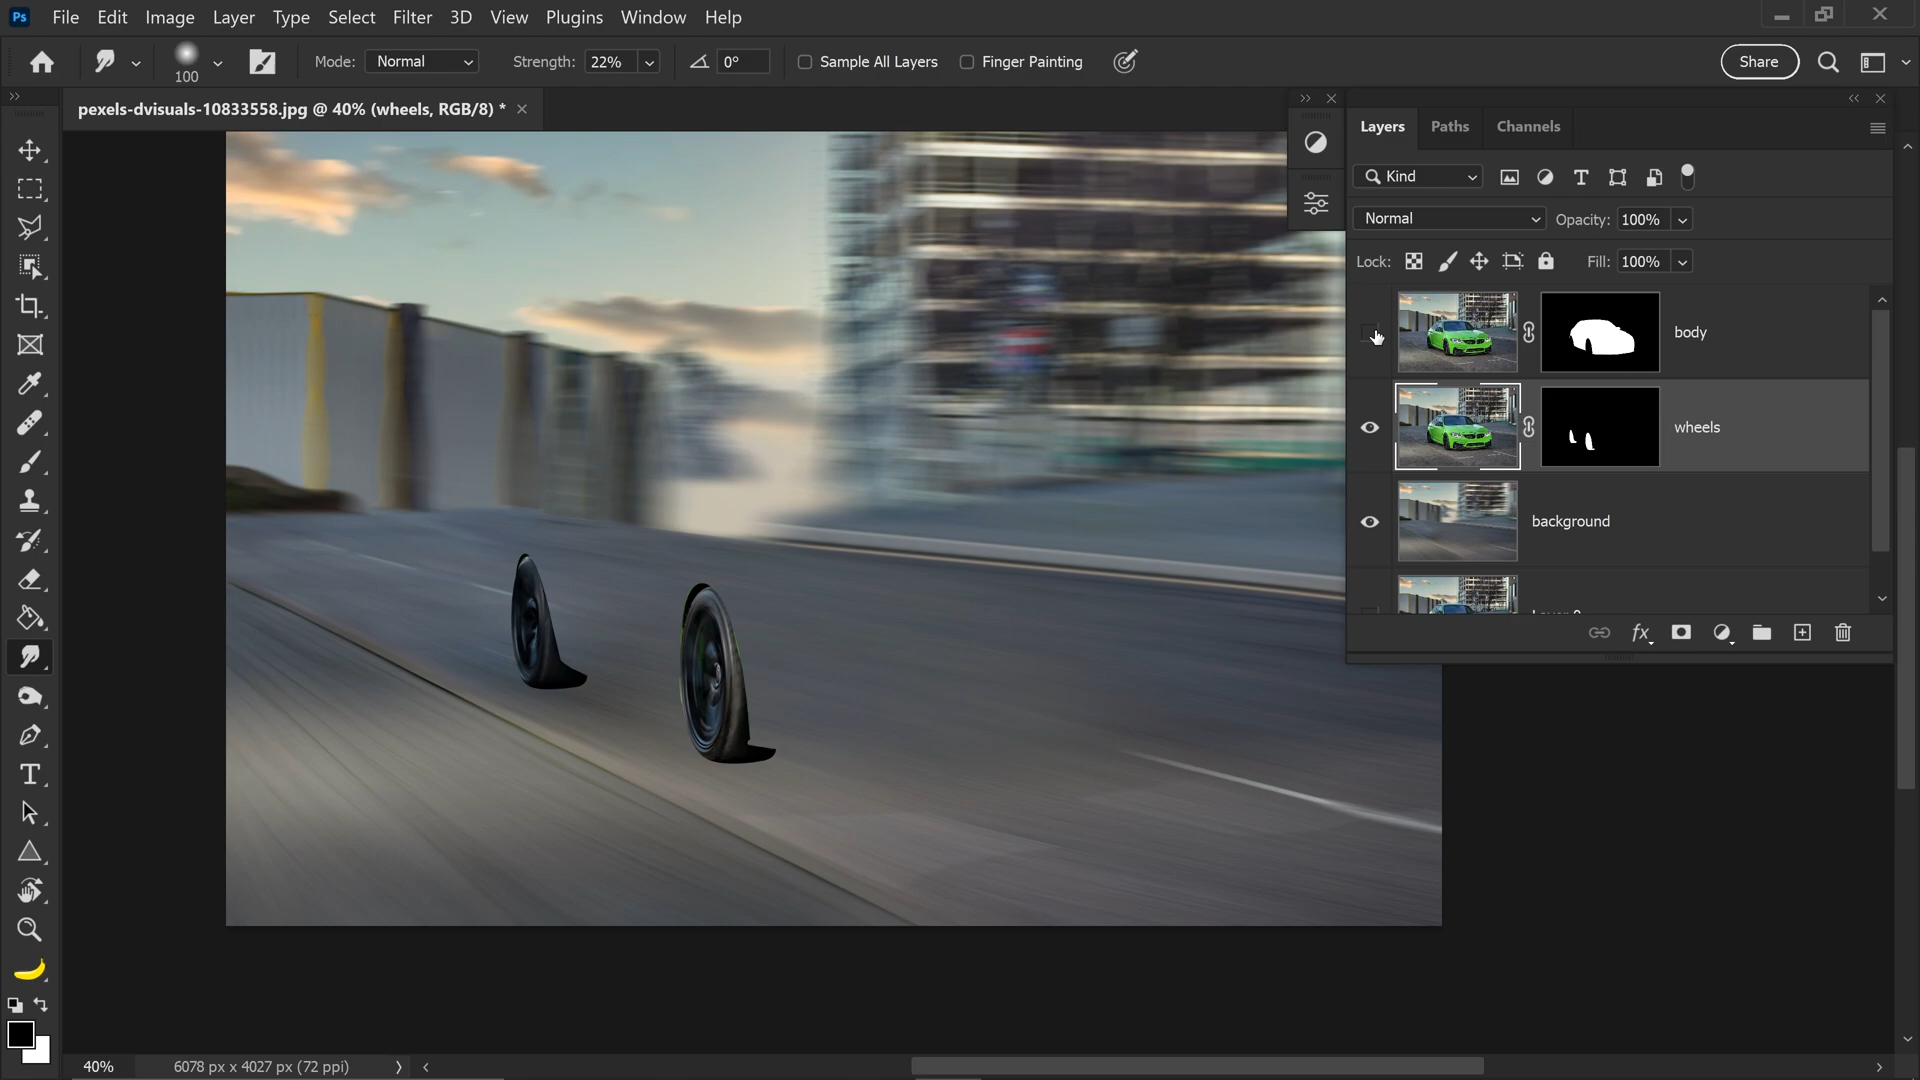 Ps File Edit Image Layer Type Select Filter 3D View Plugins Window Help
100 Mode: Normal Strength: 22% 0° Sample All Layers Finger Painting Share
pexels-dvisuals-10833558.jpg @ 40% (wheels, RGB/8) *
Layers Paths Channels
Kind
Normal Opacity: 100%
Lock: Fill: 100%
body
wheels
background
fx
40% 6078 px x 4027 px (72 ppi)